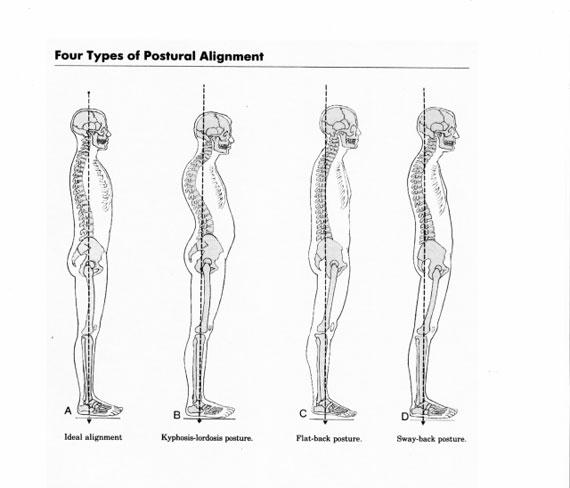 Four Types of Postural Alignment
A
B
C
D
Ideal alignment
Kyphosis-lordosis posture.
Flat-back posture.
Sway-back posture.